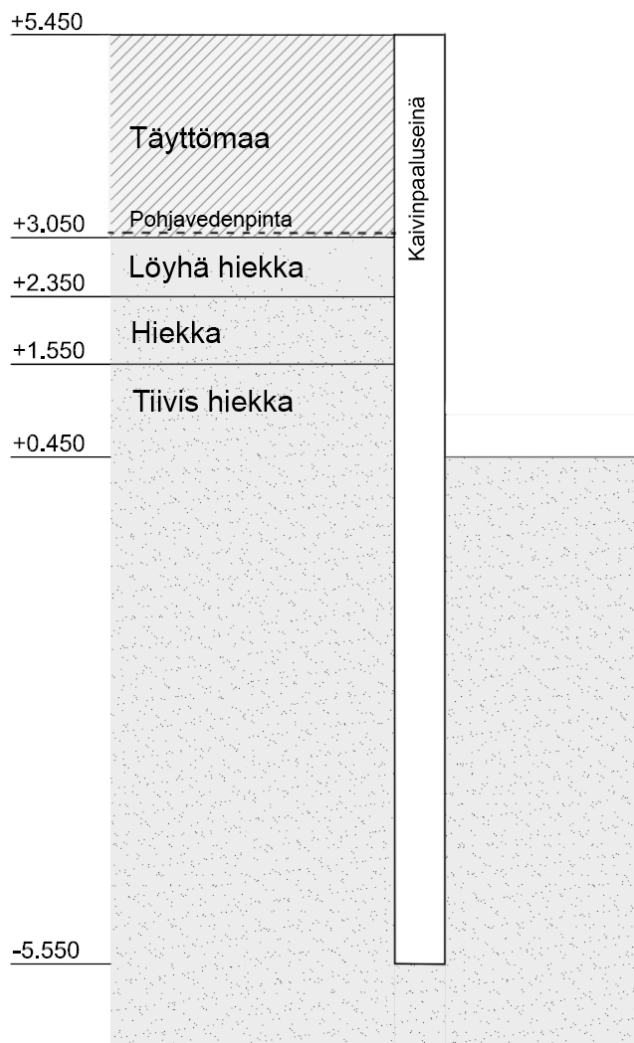 +5.450
Täyttömaa
Kaivinpaaluseinä
Pohjavedenpinta
+3.050
Löyhä hiekka
+2.350
Hiekka
+1.550
Tiivis hiekka
+0.450
-5.550